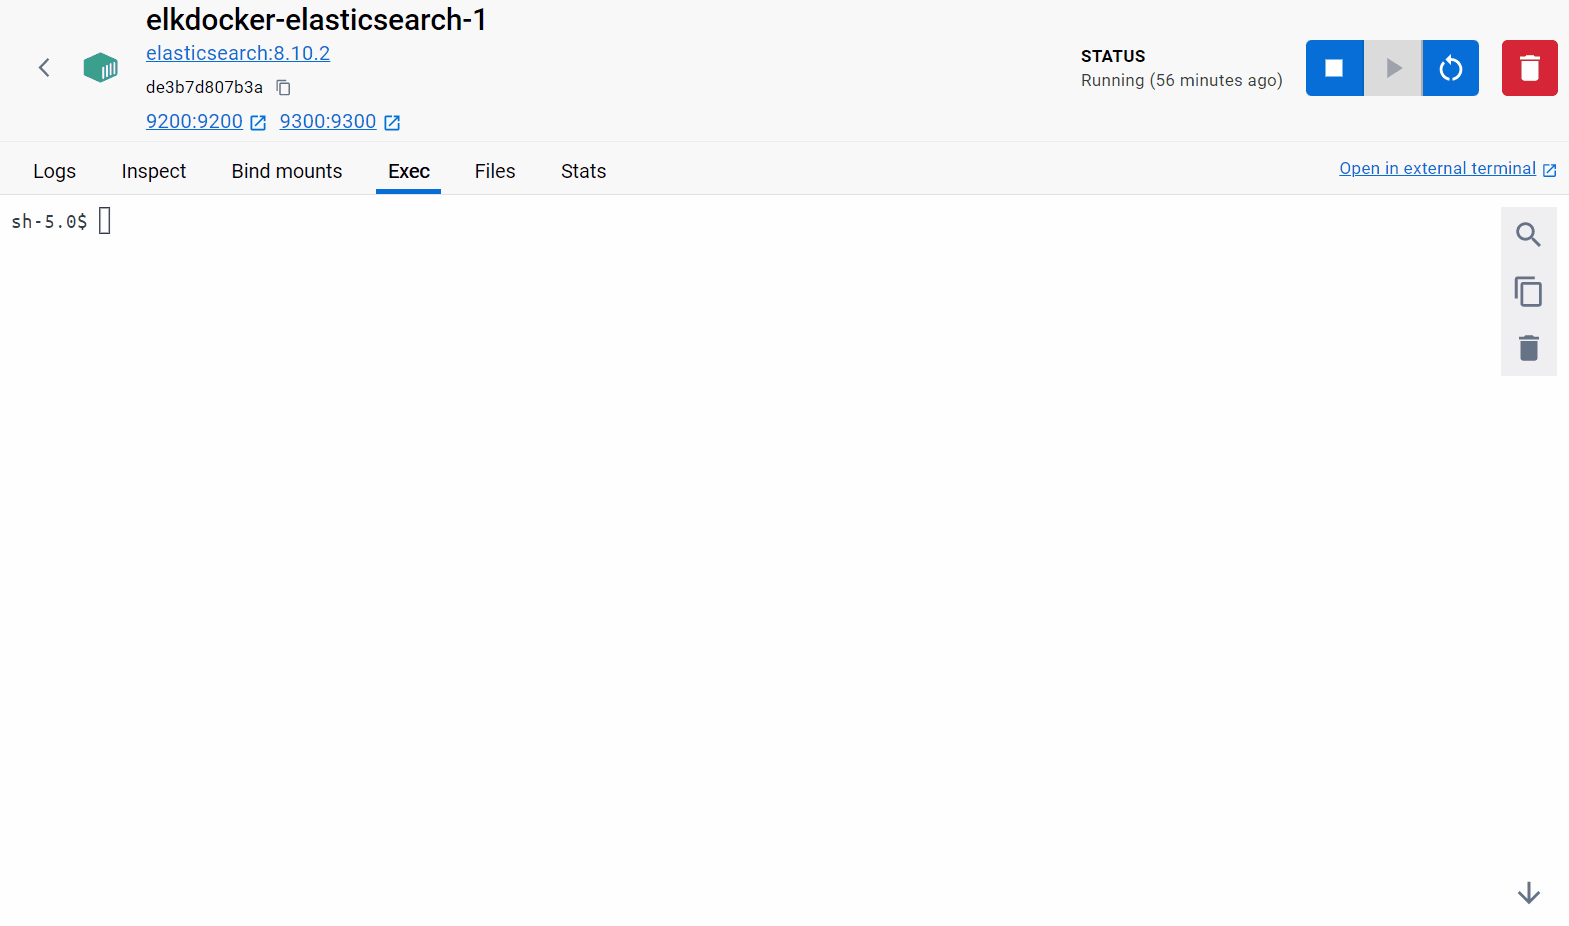 elkdocker-elasticsearch-1
elasticsearch:8.10.2
de3b7d807b3a
9200:9200 9300:9300
STATUS
Running (56 minutes ago)
Logs Inspect Bind mounts Exec Files Stats
Open in external terminal
sh-5.0$